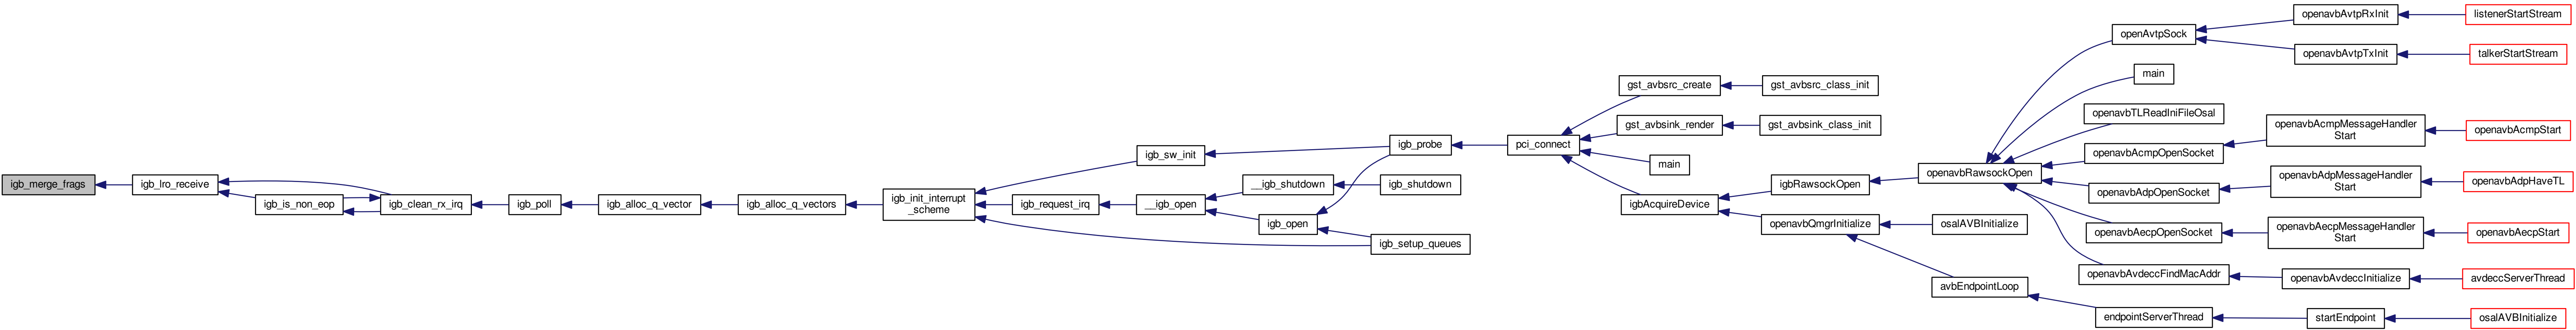 igb_merge_frags
igb_lro_receive
igb_is_non_eop
igb_clean_rx_irq
igb_poll
igb_alloc_q_vector
igb_alloc_q_vectors
igb_init_interrupt
_scheme
igb_sw_init
igb_request_irq
__igb_open
__igb_shutdown
igb_open
igb_probe
igb_shutdown
igb_setup_queues
pci_connect
gst_avbsrc_create
gst_avbsink_render
main
igbAcquireDevice
gst_avbsrc_class_init
gst_avbsink_class_init
igbRawsockOpen
openavbQmgrInitialize
openavbRawsockOpen
osalAVBInitialize
avbEndpointLoop
openAvtpSock
main
openavbTLReadIniFileOsal
openavbAcmpOpenSocket
openavbAdpOpenSocket
openavbAecpOpenSocket
openavbAvdeccFindMacAddr
endpointServerThread
openavbAvtpRxInit
openavbAvtpTxInit
openavbAcmpMessageHandler
Start
openavbAdpMessageHandler
Start
openavbAecpMessageHandler
Start
openavbAvdeccInitialize
startEndpoint
listenerStartStream
talkerStartStream
openavbAcmpStart
openavbAdpHaveTL
openavbAecpStart
avdeccServerThread
osalAVBInitialize